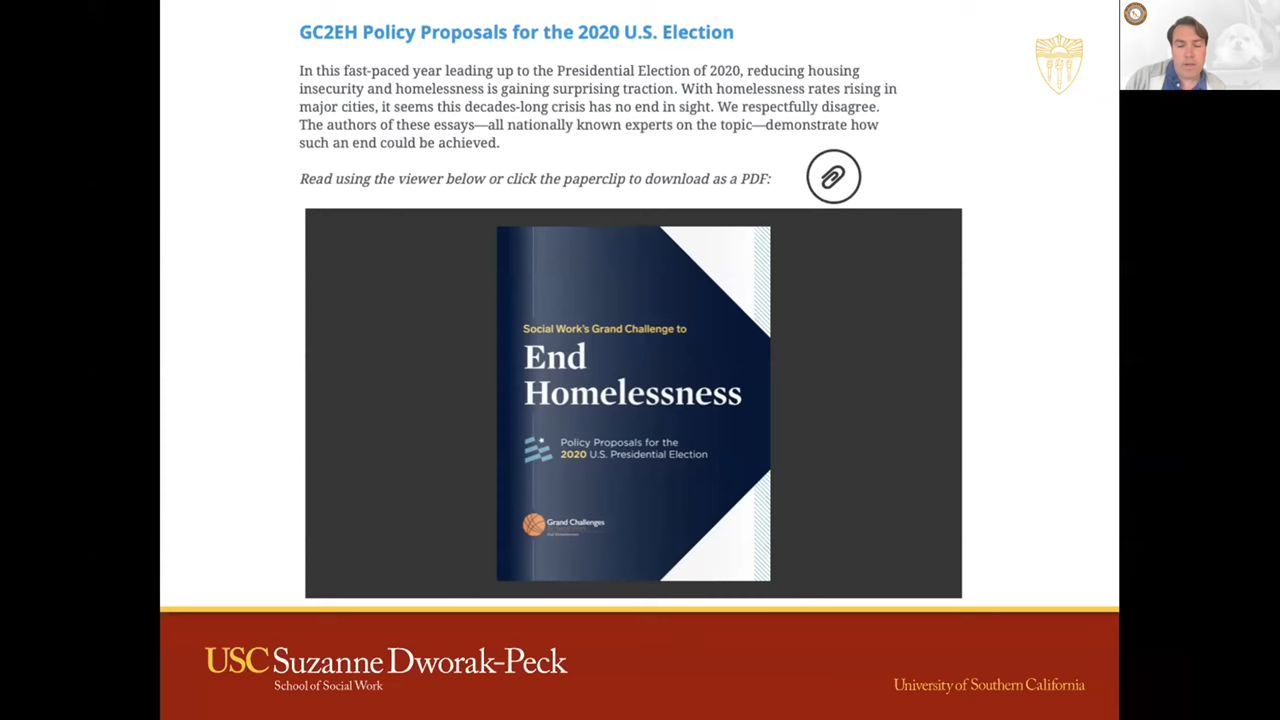 GC2EH Policy Proposals for the 2020 U.S. Election
In this fast-paced year leading up to the Presidential Election of 2020, reducing housing
insecurity and homelessness is gaining surprising traction. With homelessness rates rising in
major cities, it seems this decades-long crisis has no end in sight. We respectfully disagree.
The authors of these essays—all nationally known experts on the topic—demonstrate how
such an end could be achieved.
Read using the viewer below or click the paperclip to download as a PDF:
Social Work's Grand Challenge to
End
Homelessness
Policy Proposals for the
2020 U.S. Presidential Election
Grand Challenges
End Homelessness
USC Suzanne Dworak-Peck
School of Social Work
University of Southern California